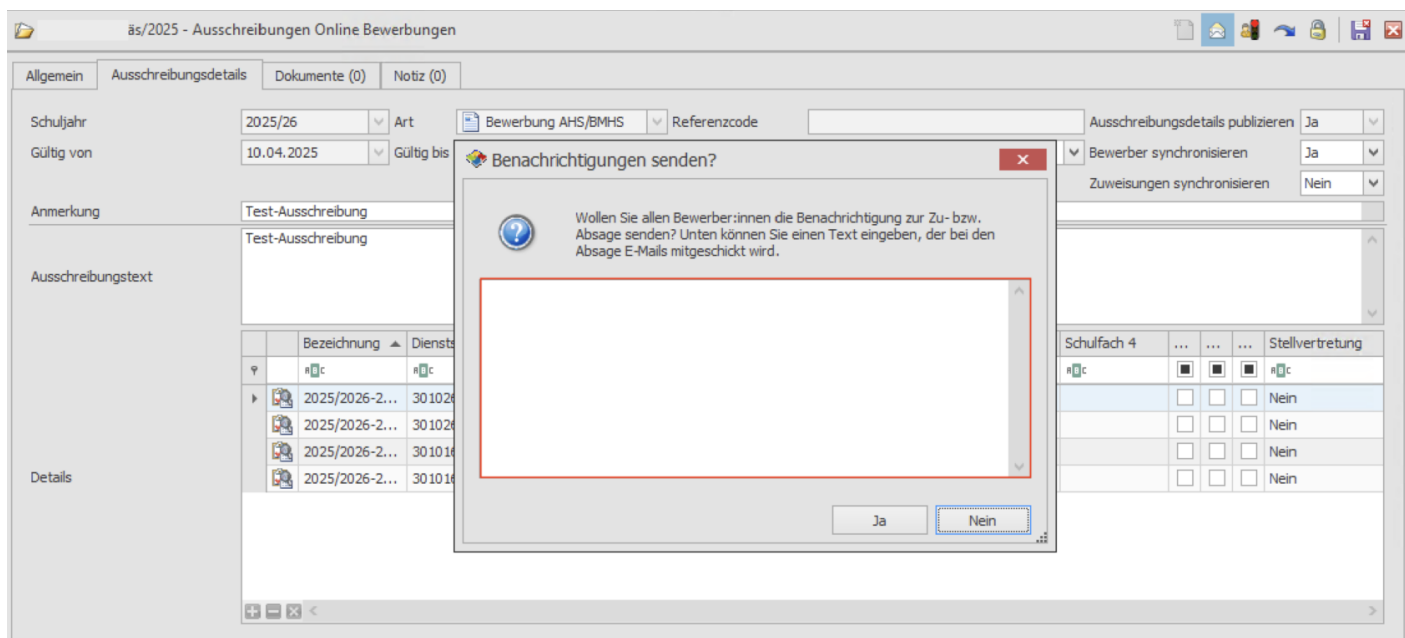 äs/2025 - Ausschreibungen Online Bewerbungen
Allgemein Ausschreibungsdetails Dokumente (0) Notiz (0)
Schuljahr 2025/26 Art Bewerbung AHS/BMHS Referenzcode Ausschreibungsdetails publizieren Ja
Gültig von 10.04.2025 Gültig bis Bewerber synchronisieren Ja
Zuweisungen synchronisieren Nein
Anmerkung Test-Ausschreibung
Ausschreibungstext Test-Ausschreibung
Benachrichtigungen senden?
Wollen Sie allen Bewerber:innen die Benachrichtigung zur Zu- bzw.
Absage senden? Unten können Sie einen Text eingeben, der bei den
Absage E-Mails mitgeschickt wird.
Ja Nein
Details
Bezeichnung Diensts Schulfach 4 ... ... ... Stellvertretung
2025/2026-2... 301026 Nein
2025/2026-2... 301026 Nein
2025/2026-2... 301016 Nein
2025/2026-2... 301016 Nein